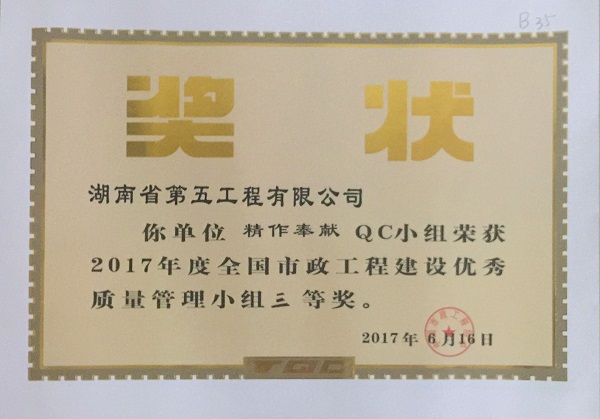 B 35
奖状
湖南省第五工程有限公司
你单位 精作奉献 QC小组荣获
2017年度全国市政工程建设优秀
质量管理小组三等奖。
2017年6月16日
TQC